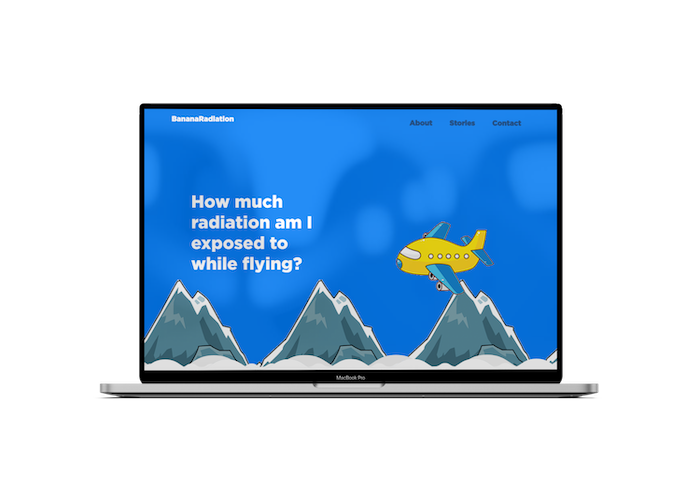 BananaRadiation
About Stories Contact
How much
radiation am I
exposed to
while flying?
MacBook Pro